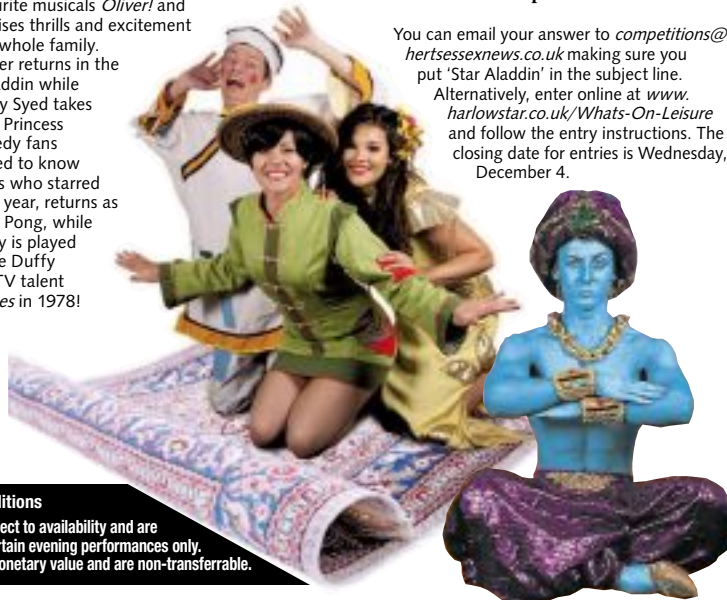 urite musicals Oliver! and
ises thrills and excitement
whole family.
er returns in the
ddin while
y Syed takes
Princess
edy fans
ed to know
s who starred
year, returns as
Pong, while
y is played
e Duffy
TV talent
es in 1978!
You can email your answer to competitions@
hertsessexnews.co.uk making sure you
put ‘Star Aladdin’ in the subject line.
Alternatively, enter online at www.
harlowstar.co.uk/Whats-On-Leisure
and follow the entry instructions. The
closing date for entries is Wednesday,
December 4.
ditions
ect to availability and are
rtain evening performances only.
onetary value and are non-transferrable.